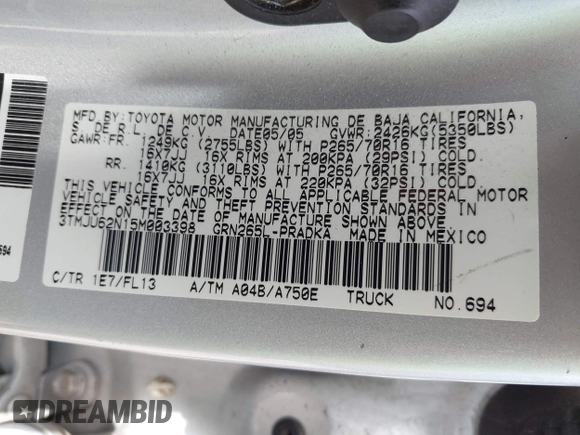 MFD.BY:TOYOTA MOTOR MANUFACTURING DE BAJA CALIFORNIA,
S. DE R.L. DE C.V. DATE05/05 GVWR:2426KG(5350LBS)
GAWR:FR. 1249KG (2755LBS) WITH P265/70R16 TIRES
16X7JJ 16X RIMS AT 200KPA (29PSI) COLD.
RR. 1410KG (3110LBS) WITH P265/70R16 TIRES
16X7JJ 16X RIMS AT 220KPA (32PSI) COLD.
THIS VEHICLE CONFORMS TO ALL APPLICABLE FEDERAL MOTOR
VEHICLE SAFETY AND THEFT PREVENTION STANDARDS IN
EFFECT ON THE DATE OF MANUFACTURE SHOWN ABOVE.
3TMJU62N15M003398 GRN265L-PRADKA MADE IN MEXICO
C/TR 1E7/FL13 A/TM A04B/A750E TRUCK NO.694
694
DREAMBID